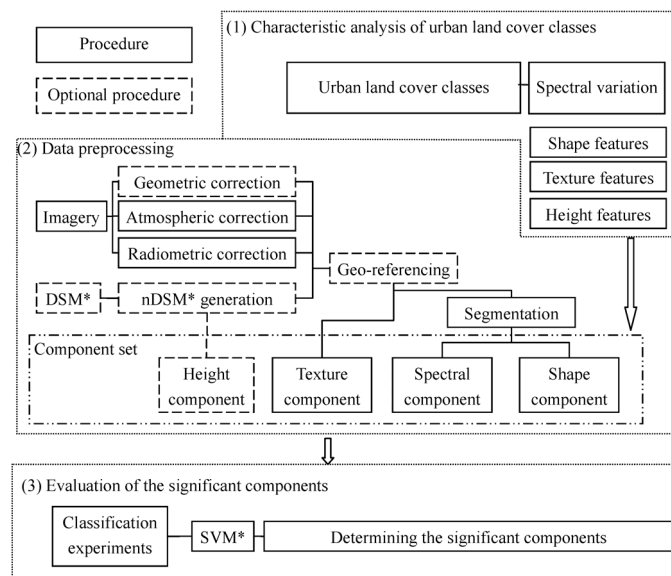 Procedure
Optional procedure
(1) Characteristic analysis of urban land cover classes
Urban land cover classes
Spectral variation
Shape features
Texture features
Height features
(2) Data preprocessing
Imagery
Geometric correction
Atmospheric correction
Radiometric correction
Geo-referencing
DSM*
nDSM* generation
Segmentation
Component set
Height
component
Texture
component
Spectral
component
Shape
component
(3) Evaluation of the significant components
Classification
experiments
SVM*
Determining the significant components